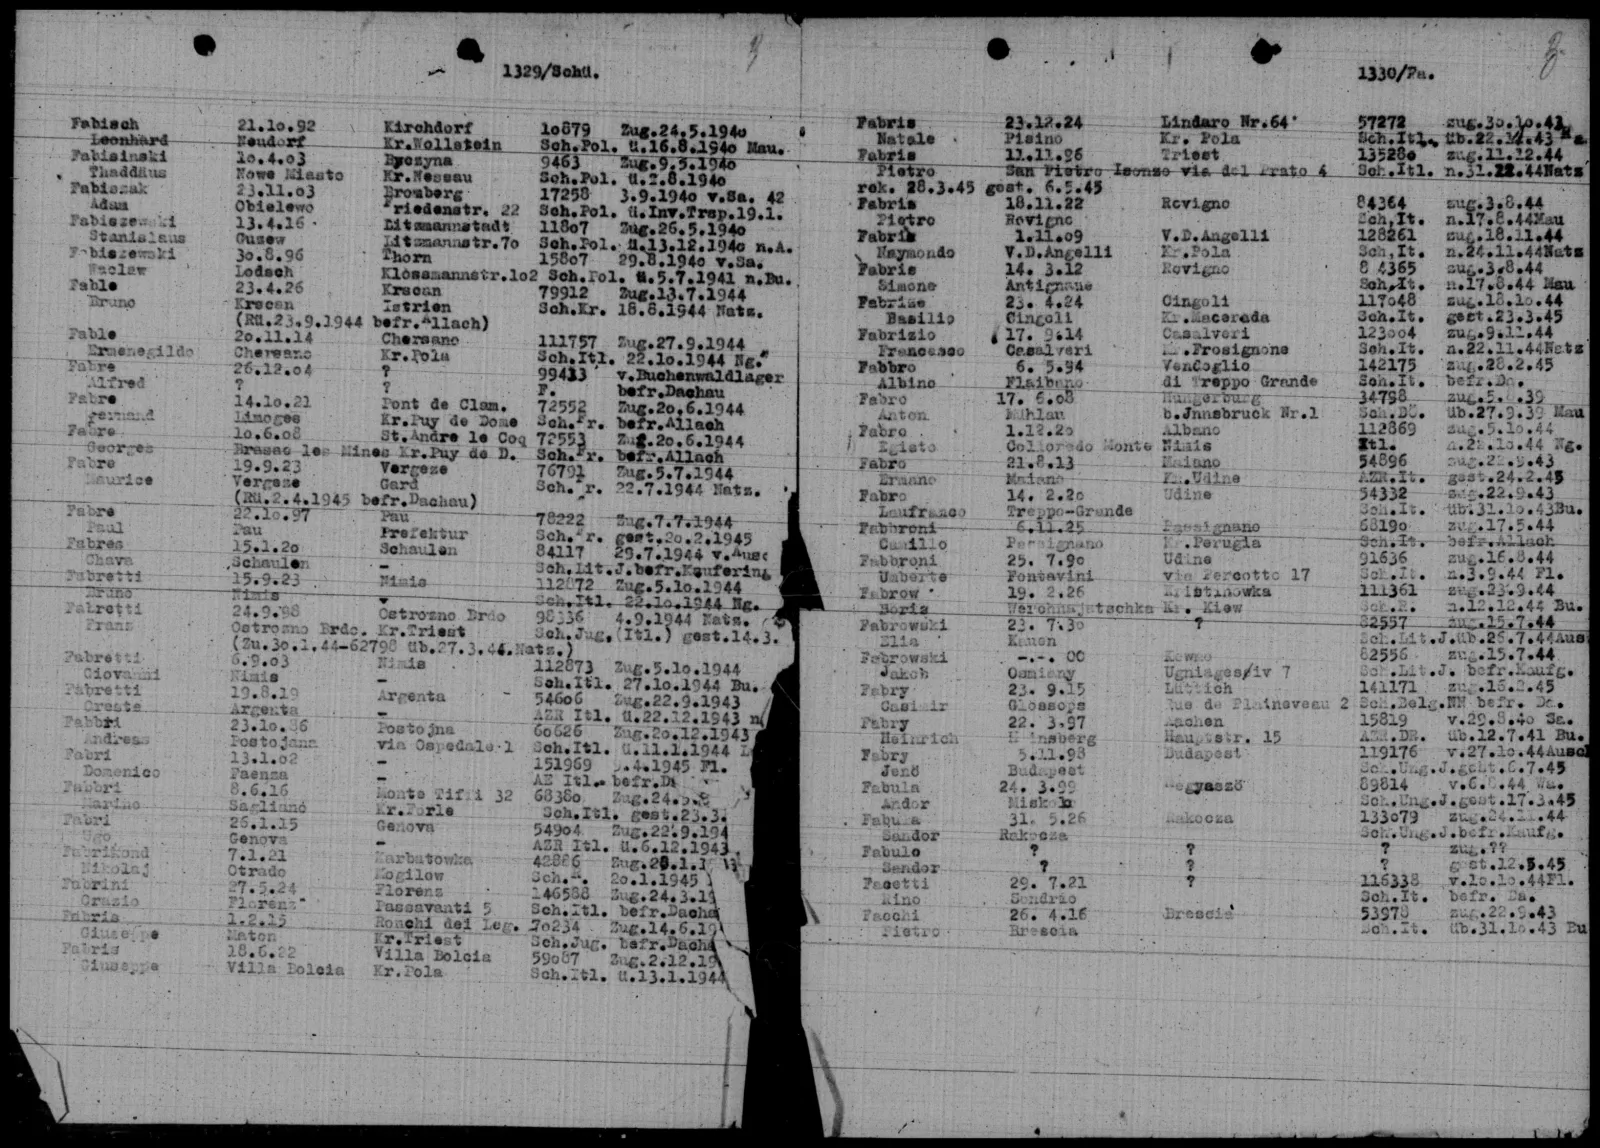 1329/Schü.
Fabisch 21.10.92 Kirchdorf 10879 Zug.24.5.1940
Leonhard Neudorf Kr.Wollstein Sch.Pol. ü.16.8.1940 Mau.
Fabisinski 10.4.03 Byczyna 9463 Zug.9.5.1940
Thaddäus Nowe Miasto Kr.Nessau Sch.Pol. ü.2.8.1940
Fabiszak 23.11.03 Bromberg 17258 3.9.1940 v.Sa. 42
Adam Obielewo Friedenstr. 22 Sch.Pol. ü.Inv.Trsp.19.1.
Fabiszewski 13.4.16 Litzmannstadt 11807 Zug.26.5.1940
Stanislaus Gusew Litzmannstr.70 Sch.Pol. ü.13.12.1940 n.A.
Fabiszewski 30.8.96 Thorn 15807 29.8.1940 v.Sa.
Waclaw Lodsch Klossmannstr.102 Sch.Pol. ü.5.7.1941 n.Bu.
Fable 23.4.26 Krscan 79912 Zug.13.7.1944
Bruno Krscan Istrien Sch.Kr. 18.8.1944 Natz.
(Rü.23.9.1944 befr.Allach)
Fable 20.11.14 Chersano 111757 Zug.27.9.1944
Ermenegildo Chersano Kr.Pola Sch.Itl. 22.10.1944 Ng.
Fabre 26.12.04 ? 99433 v.Buchenwaldlager
Alfred ? ? F. befr.Dachau
Fabre 14.10.21 Pont de Clam. 72552 Zug.20.6.1944
Limoges Kr.Puy de Dome Sch.Fr. befr.Allach
Fabre 10.6.08 St.Andre le Coq 72553 Zug.20.6.1944
Georges Brasac les Mines Kr.Puy de D. Sch.Fr. befr.Allach
Fabre 19.9.23 Vergeze 76791 Zug.5.7.1944
Maurice Vergeze Gard Sch. r. 22.7.1944 Natz.
(Rü.2.4.1945 befr.Dachau)
Fabre 22.10.97 Pau 78222 Zug.7.7.1944
Paul Pau Prefektur Sch. r. gest.20.2.1945
Fabres 15.1.20 Schaulen 84117 29.7.1944 v.Ausc
Chava Schaulen - Sch.Lit.J.befr.Kaufering
Fabretti 15.9.23 Nimis 112872 Zug.5.10.1944
Bruno Nimis Sch.Itl. 22.10.1944 Ng.
Fabretti 24.9.98 Ostrozno Brdo 98336 4.9.1944 Natz.
Franz Ostrozno Brdo. Kr.Triest Sch.Jug.(Itl.) gest.14.3.
(Zu.30.1.44-62798 üb.27.3.44.Natz.)
Fabretti 6.9.03 Nimis 112873 Zug.5.10.1944
Giovanni Nimis - Sch.Itl. 27.10.1944 Bu.
Fabretti 19.8.19 Argenta 54606 Zug.22.9.1943
Oreste Argenta - AZR Itl. ü.22.12.1943 n
Fabbri 23.10.86 Postojna 60626 Zug.20.12.1943
Andreas Postojana via Ospedale 1 Sch.Itl. ü.11.1.1944 L
Fabri 13.1.02 - 151969 .4.1945 Fl.
Domenico Faenza - AZ Itl. befr.D
Fabbri 8.6.16 Monte Tiffi 32 68380 Zug.24.
Marino Sagliano Kr.Forle Sch.Itl. gest.23.3.
Fabri 26.1.15 Genova 54904 Zug.22.9.194
Ugo Genova - AZR Itl. ü.6.12.1943
Fabrikond 7.1.21 Karbatowka 42886 Zug.28.1.
Nikolaj Otrado Mogilow Sch. 20.1.1945
Fabrini 27.5.24 Florenz 146588 Zug.24.3.19
Grazio Florenz Passavanti 5 Sch.Itl. befr.Dacha
Fabris 1.2.15 Ronchi dei Leg. 70234 Zug.14.6.19
Giuseppe Maton Kr.Triest Sch.Jug. befr.Dacha
Fabris 18.6.22 Villa Bolcia 59087 Zug.2.12.19
Giuseppe Villa Bolcia Kr.Pola Sch.Itl. ü.13.1.1944
1330/Fa.
Fabris 23.12.24 Lindaro Nr.64 57272 zug.30.10.43
Natale Pisino Kr. Pola Sch.Itl. üb.22. .43
Fabris 11.11.96 Triest 135280 zug.11.12.44
Pietro San Pietro Isonzo via del Prato 4 Sch.Itl. n.31.12.44Natz
rck. 28.3.45 gest. 6.5.45
Fabris 18.11.22 Rovigno 84364 zug.3.8.44
Pietro Rovigno Sch.It. n.17.8.44Mau
Fabris 1.11.09 V.D.Angelli 128261 zug.18.11.44
Raymondo V.D.Angelli Kr.Pola Sch.It. n.24.11.44Natz
Fabris 14. 3.12 Rovigno 84365 zug.3.8.44
Simone Antignane Sch.It. n.17.8.44 Mau
Fabrise 23. 4.24 Cingoli 117048 zug.18.10.44
Basilio Cingoli Kr.Macerada Sch.It. gest.23.3.45
Fabrizio 17. 9.14 Casalveri 123004 zug.9.11.44
Francesco Casalveri Kr.Frosignone Sch.It. n.22.11.44Natz
Fabbro 6. 5.94 VenCoglio 142175 zug.28.2.45
Albino Flaibano di Treppo Grande Sch.It. befr.Da.
Fabro 17. 6.08 Hungerburg 34798 zug.5. .39
Anton Mühlau b.Jnnsbruck Nr.1 Sch.DÖ. üb.27.9.39 Mau
Fabro 1.12.20 Albano 112869 zug.5.10.44
Egisto Colloredo Monte Nimis Itl. n.22.10.44 Ng.
Fabro 21.8.13 Maiano 54896 zug.22.9.43
Ermano Maiano Kr.Udine AZR.It. gest.24.2.45
Fabro 14. 2.20 Udine 54332 zug.22.9.43
Laufranco Treppo-Grande Sch.It. üb.31.10.43Bu.
Fabbroni 6.11.25 Passignano 68190 zug.17.5.44
Camillo Passignano Kr.Perugia Sch.It. befr.Allach
Fabbroni 25. 7.90 Udine 91636 zug.16.8.44
Umberto Fontavini via Percotto 17 Sch.It. n.3.9.44 Fl.
Fabrow 19. 2.26 Kristinowka 111361 zug.23.9.44
Boris Werchnajatschka Kr. Kiew Sch.R. n.12.12.44 Bu.
Fabrowski 23. 7.30 ? 82557 zug.15.7.44
Elia Kauen Sch.Lit.J.üb.26.7.44Aus
Fabrowski -.-. 00 Kowno 82556 zug.15.7.44
Jakob Osmiany Ugniages/iv 7 Sch.Lit.J. befr.Kaufg.
Fabry 23. 9.15 Lüttich 141171 zug.16.2.45
Casimir Glossops Rue de Plaineveau 2 Sch.Belg.NN befr. Da.
Fabry 22. 3.97 Aachen 15819 v.29.8.40 Sa.
Heinrich Heinsberg Hauptstr. 15 AZR.DR. üb.12.7.41 Bu.
Fabry 5.11.98 Budapest 119176 v.27.10.44Ausch
Jenö Budapest Sch.Ung.J.geht.6.7.45
Fabula 24. 3.99 Megyaszó 89814 v.6.8.44 Wa.
Andor Miskolc Sch.Ung.J.gest.17.3.45
Fabula 31. 5.26 Rakocza 133079 zug.24.11.44
Sandor Rakocza Sch.Ung.J.befr.Kaufg.
Fabulo ? ? ? zug.??
Sandor ? ? ? gest.12.5.45
Facetti 29. 7.21 ? 116338 v.10.10.44Fl.
Rino Sondrio Sch.It. befr. Da.
Facchi 26. 4.16 Brescia 53978 zug.22.9.43
Pietro Brescia Sch.It. üb.31.10.43 Bu